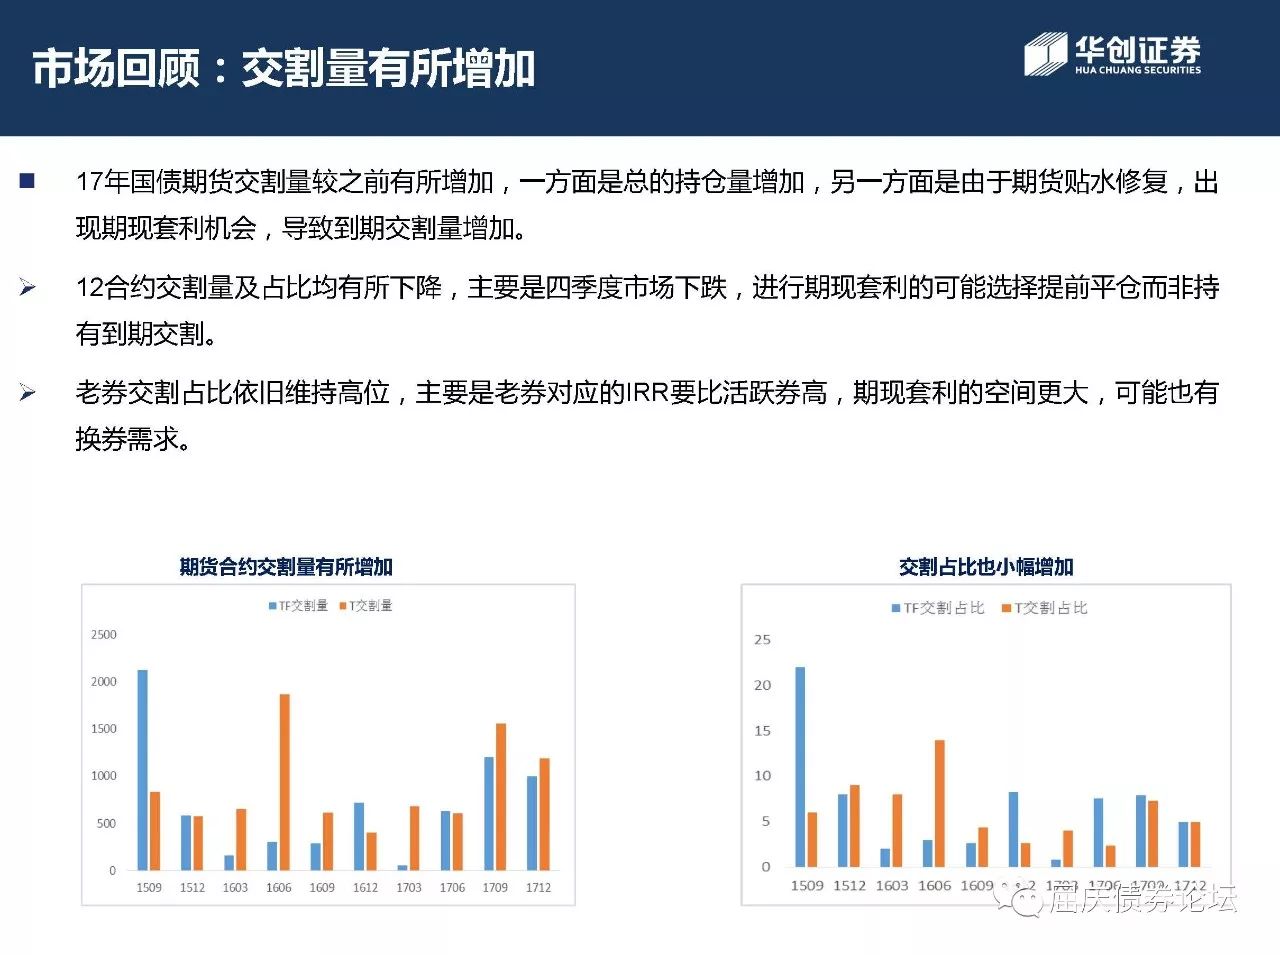 市场回顾：交割量有所增加
华创证券
HUA CHUANG SECURITIES
17年国债期货交割量较之前有所增加，一方面是总的持仓量增加，另一方面是由于期货贴水修复，出
现期现套利机会，导致到期交割量增加。
12合约交割量及占比均有所下降，主要是四季度市场下跌，进行期现套利的可能选择提前平仓而非持
有到期交割。
老券交割占比依旧维持高位，主要是老券对应的IRR要比活跃券高，期现套利的空间更大，可能也有
换券需求。
期货合约交割量有所增加
TF交割量 T交割量
2500
2000
1500
1000
500
0
1509 1512 1603 1606 1609 1612 1703 1706 1709 1712
交割占比也小幅增加
TF交割占比 T交割占比
25
20
15
10
5
0
1509 1512 1603 1606 1609 1703 1706 1709 1712
屈庆债券论坛